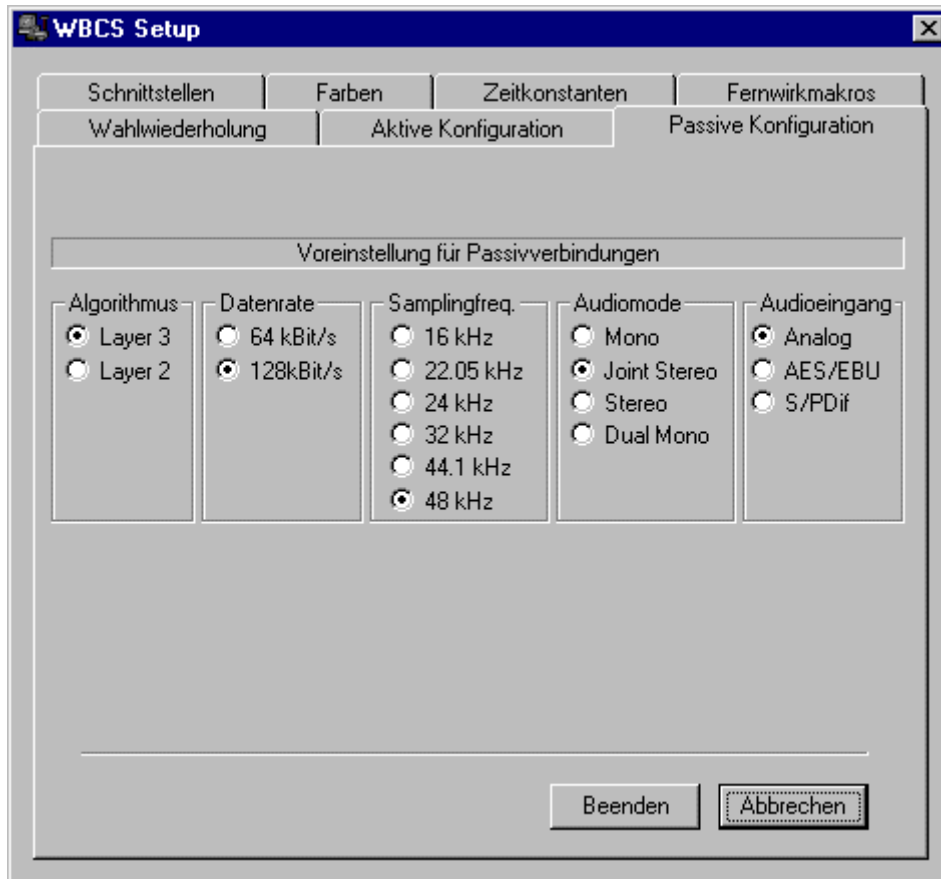 WBCS Setup
Schnittstellen
Farben
Zeitkonstanten
Fernwirkmakros
Wahlwiederholung
Aktive Konfiguration
Passive Konfiguration
Voreinstellung für Passivverbindungen
Algorithmus
Layer 3
Layer 2
Datenrate
64 kBit/s
128kBit/s
Samplingfreq.
16 kHz
22.05 kHz
24 kHz
32 kHz
44.1 kHz
48 kHz
Audiomode
Mono
Joint Stereo
Stereo
Dual Mono
Audioeingang
Analog
AES/EBU
S/PDif
Beenden
Abbrechen